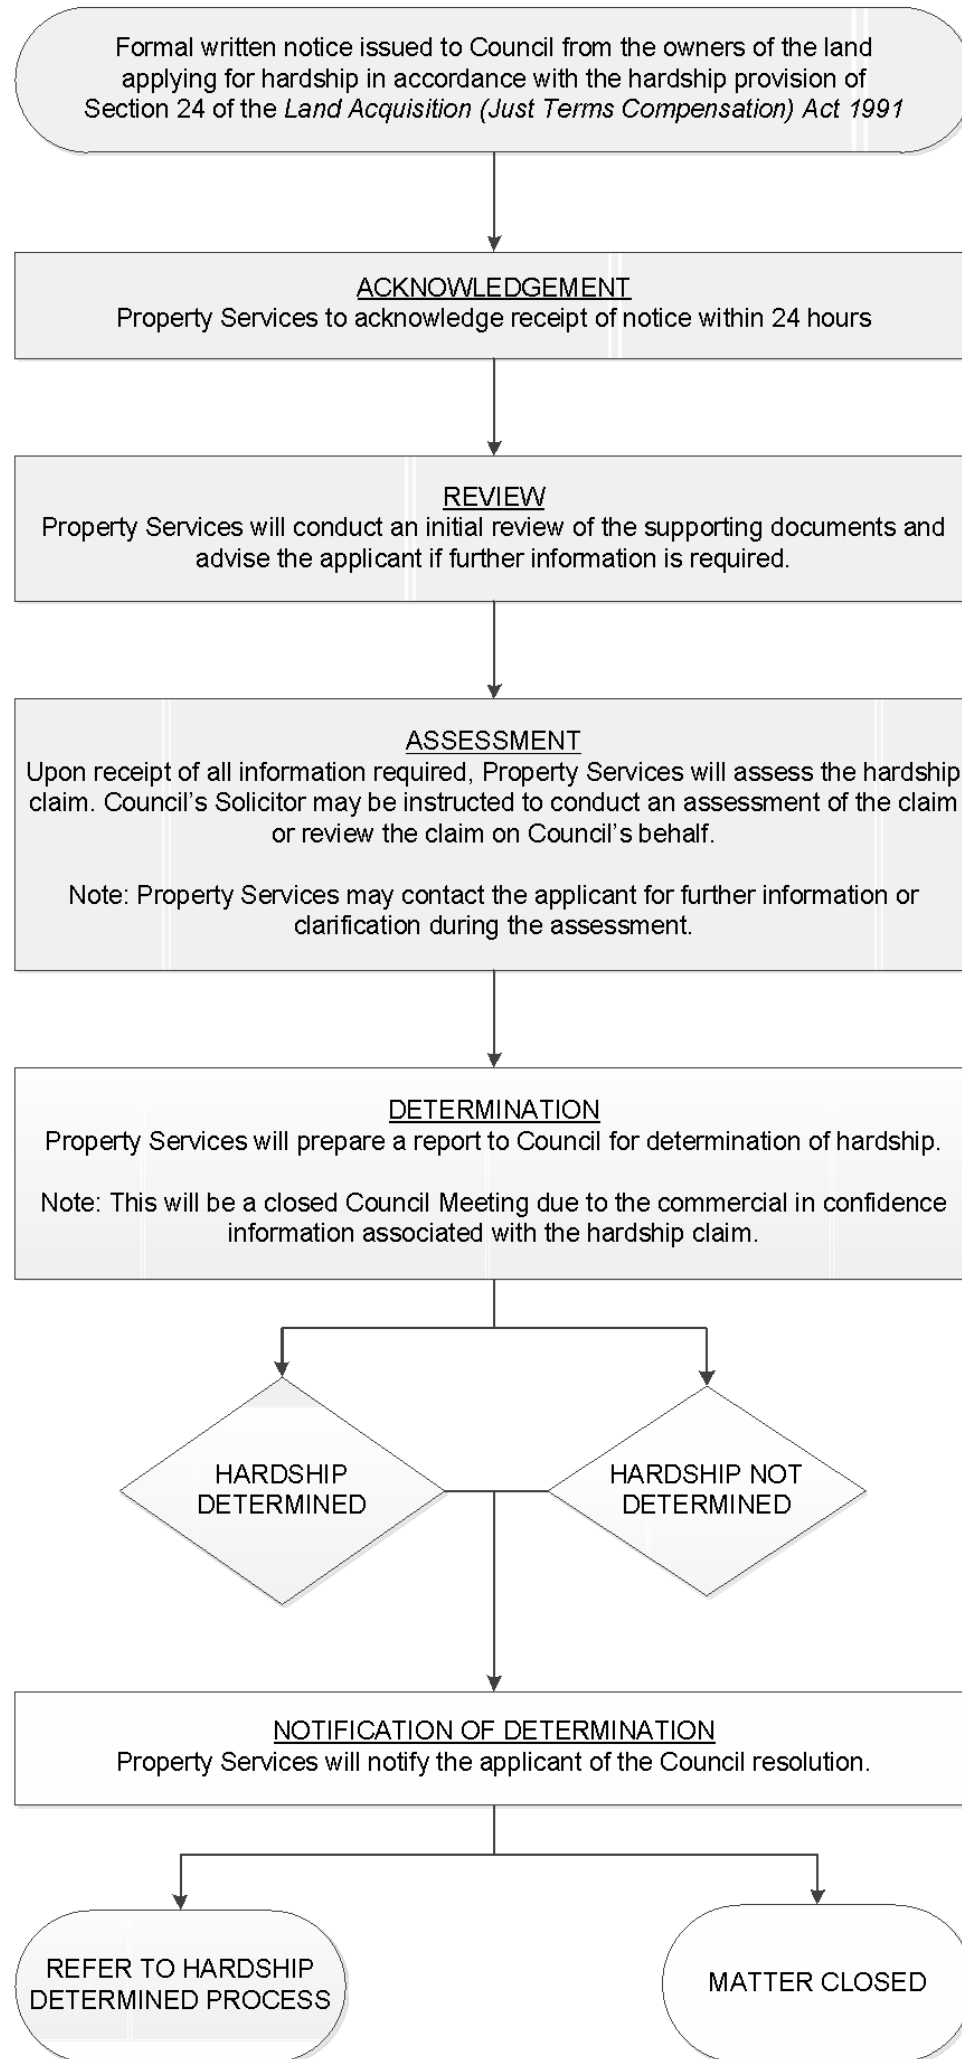 Formal written notice issued to Council from the owners of the land
applying for hardship in accordance with the hardship provision of
Section 24 of the Land Acquisition (Just Terms Compensation) Act 1991
ACKNOWLEDGEMENT
Property Services to acknowledge receipt of notice within 24 hours
REVIEW
Property Services will conduct an initial review of the supporting documents and
advise the applicant if further information is required.
ASSESSMENT
Upon receipt of all information required, Property Services will assess the hardship
claim. Council’s Solicitor may be instructed to conduct an assessment of the claim
or review the claim on Council’s behalf.
Note: Property Services may contact the applicant for further information or
clarification during the assessment.
DETERMINATION
Property Services will prepare a report to Council for determination of hardship.
Note: This will be a closed Council Meeting due to the commercial in confidence
information associated with the hardship claim.
HARDSHIP
DETERMINED
HARDSHIP NOT
DETERMINED
NOTIFICATION OF DETERMINATION
Property Services will notify the applicant of the Council resolution.
REFER TO HARDSHIP
DETERMINED PROCESS
MATTER CLOSED